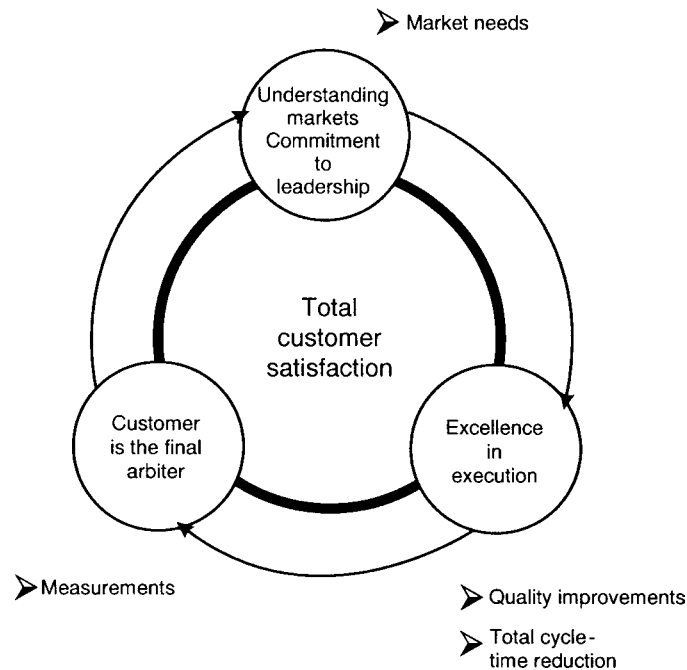 Market needs
Understanding
markets
Commitment
to
leadership
Total
customer
satisfaction
Customer
is the final
arbiter
Excellence
in
execution
Measurements
Quality improvements
Total cycle-
time reduction